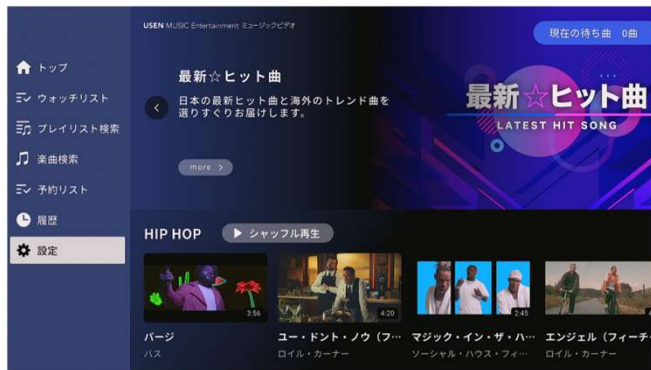 USEN MUSIC Entertainment ミュージックビデオ
現在の待ち曲 0曲
トップ
ウォッチリスト
プレイリスト検索
楽曲検索
予約リスト
履歴
設定
最新☆ヒット曲
日本の最新ヒット曲と海外のトレンド曲を
選りすぐりお届けします。
more >
最新☆ヒット曲
LATEST HIT SONG
HIP HOP
シャッフル再生
3:56
4:20
2:45
パージ
バス
ユー・ドント・ノウ（フ…
ロイル・カーナー
マジック・イン・ザ・ハ…
ソーシャル・ハウス・フィ…
エンジェル（フィーチ・
ロイル・カーナー